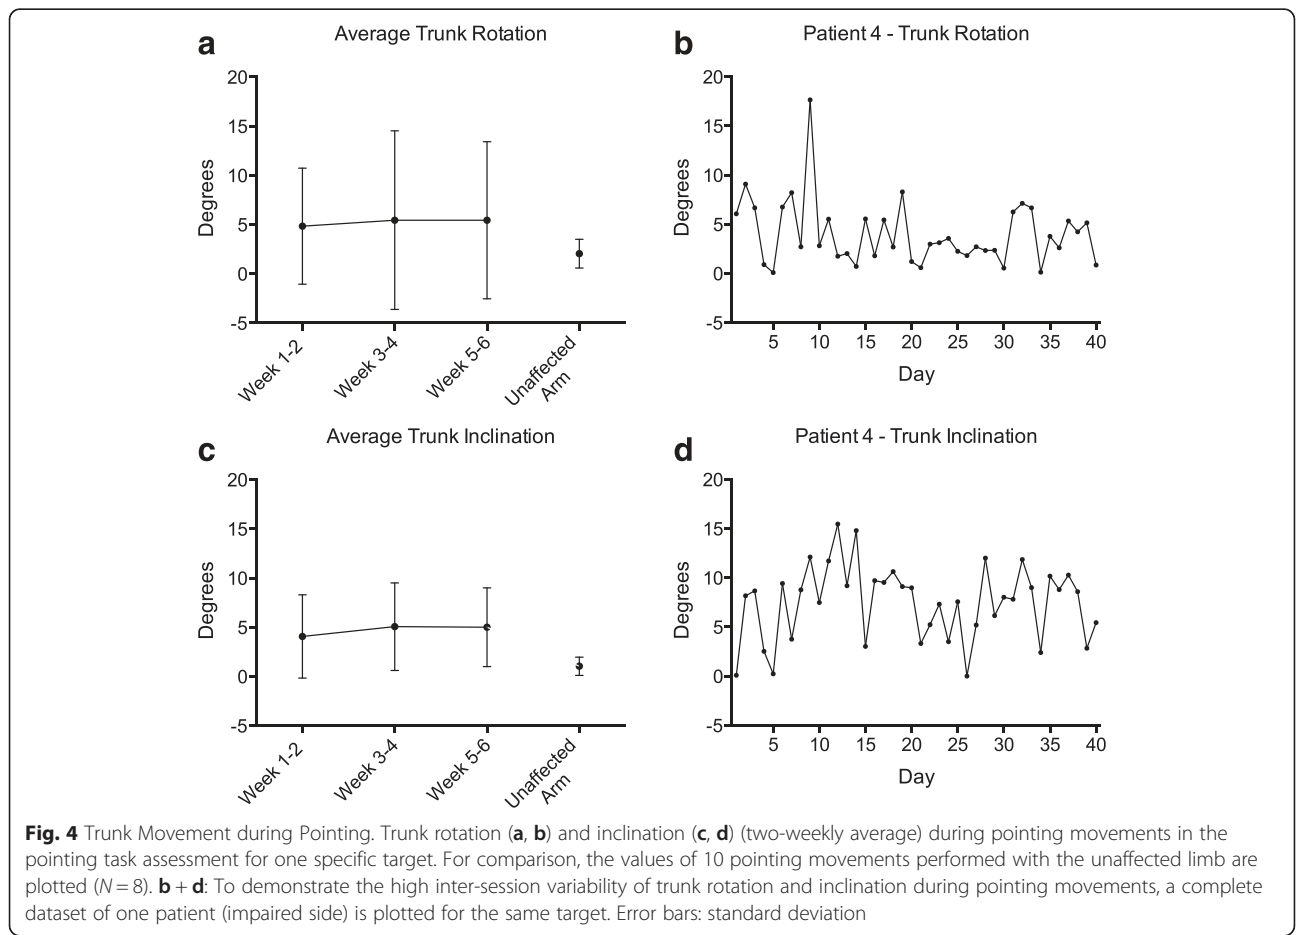 a
Average Trunk Rotation
20
15
10
5
0
-5
Degrees
Week 1-2
Week 3-4
Week 5-6
Unaffected
Arm
b
Patient 4 - Trunk Rotation
20
15
10
5
0
-5
Degrees
5 10 15 20 25 30 35 40
Day
c
Average Trunk Inclination
20
15
10
5
0
-5
Degrees
Week 1-2
Week 3-4
Week 5-6
Unaffected
Arm
d
Patient 4 - Trunk Inclination
20
15
10
5
0
-5
Degrees
5 10 15 20 25 30 35 40
Day
Fig. 4 Trunk Movement during Pointing. Trunk rotation (a, b) and inclination (c, d) (two-weekly average) during pointing movements in the
pointing task assessment for one specific target. For comparison, the values of 10 pointing movements performed with the unaffected limb are
plotted (N = 8). b + d: To demonstrate the high inter-session variability of trunk rotation and inclination during pointing movements, a complete
dataset of one patient (impaired side) is plotted for the same target. Error bars: standard deviation